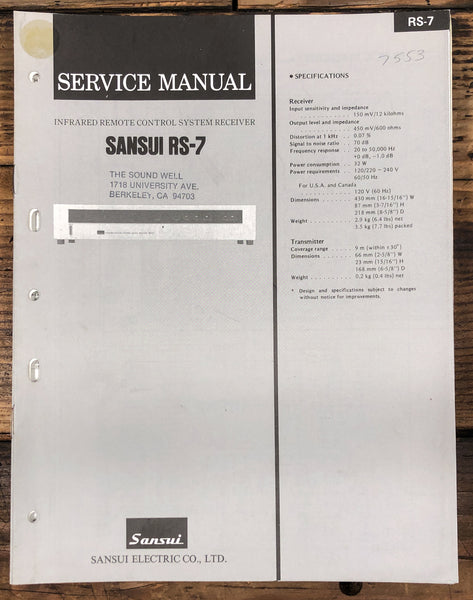 RS-7
7553
SERVICE MANUAL
INFRARED REMOTE CONTROL SYSTEM RECEIVER
SANSUI RS-7
THE SOUND WELL
1718 UNIVERSITY AVE.
BERKELEY, CA 94703
• SPECIFICATIONS
Receiver
Input sensitivity and impedance
. . . . . . . . . . . . . 150 mV/12 kilohms
Output level and impedance
. . . . . . . . . . . . . 450 mV/600 ohms
Distortion at 1 kHz . . 0.07 %
Signal to noise ratio . . 70 dB
Frequency response . . 20 to 50,000 Hz
+0 dB, -1.0 dB
Power consumption . . 32 W
Power requirements . . 120/220 ~ 240 V
60/50 Hz
For U.S.A. and Canada
. . . . . . . . . . . . . 120 V (60 Hz)
Dimensions . . . . . . . 430 mm (16-15/16") W
87 mm (3-7/16") H
218 mm (8-5/8") D
Weight . . . . . . . . . . 2.9 kg (6.4 lbs) net
3.5 kg (7.7 lbs) packed
Transmitter
Coverage range . . . . . 9 m (within ±30°)
Dimensions . . . . . . . 66 mm (2-5/8") W
23 mm (15/16") H
168 mm (6-5/8") D
Weight . . . . . . . . . . 0.2 kg (0.4 lb) net
* Design and specifications subject to changes
without notice for improvements.
Sansui
SANSUI ELECTRIC CO., LTD.